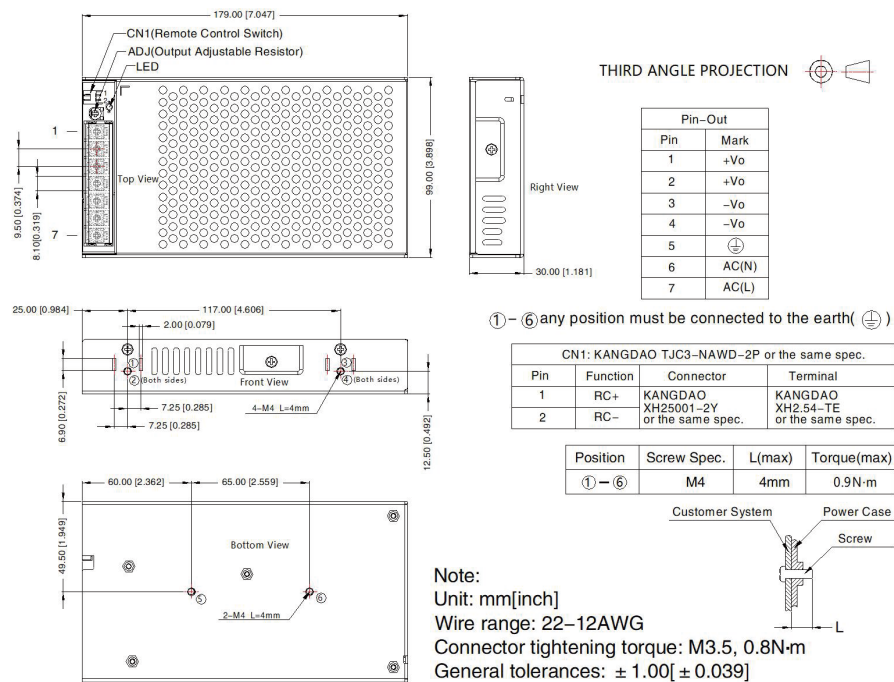 179.00 [7.047]
CN1(Remote Control Switch)
ADJ(Output Adjustable Resistor)
LED
1
7
Top View
9.50 [0.374]
8.10[0.319]
99.00 [3.898]
Right View
30.00 [1.181]
THIRD ANGLE PROJECTION
Pin-Out
Pin Mark
1 +Vo
2 +Vo
3 -Vo
4 -Vo
5
6 AC(N)
7 AC(L)
①-⑥ any position must be connected to the earth( )
25.00 [0.984]
117.00 [4.606]
2.00 [0.079]
① ③
②(Both sides) Front View ④(Both sides)
4-M4 L=4mm
6.90 [0.272]
7.25 [0.285]
7.25 [0.285]
12.50 [0.492]
CN1: KANGDAO TJC3-NAWD-2P or the same spec.
Pin Function Connector Terminal
1 RC+ KANGDAO XH25001-2Y or the same spec. KANGDAO XH2.54-TE or the same spec.
2 RC-
Position Screw Spec. L(max) Torque(max)
①-⑥ M4 4mm 0.9N·m
60.00 [2.362]
65.00 [2.559]
49.50 [1.949]
Bottom View
⑤ ⑥
2-M4 L=4mm
Customer System
Power Case
Screw
L
Note:
Unit: mm[inch]
Wire range: 22-12AWG
Connector tightening torque: M3.5, 0.8N·m
General tolerances: ±1.00[±0.039]